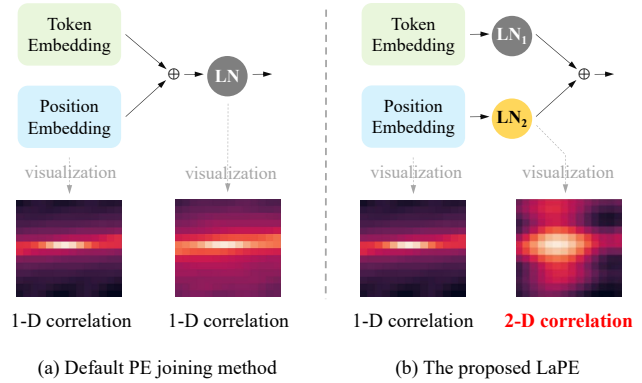 Token
Embedding
LN
Position
Embedding
visualization
visualization
1-D correlation
1-D correlation
(a) Default PE joining method
Token
Embedding
LN₁
Position
Embedding
LN₂
visualization
visualization
1-D correlation
2-D correlation
(b) The proposed LaPE